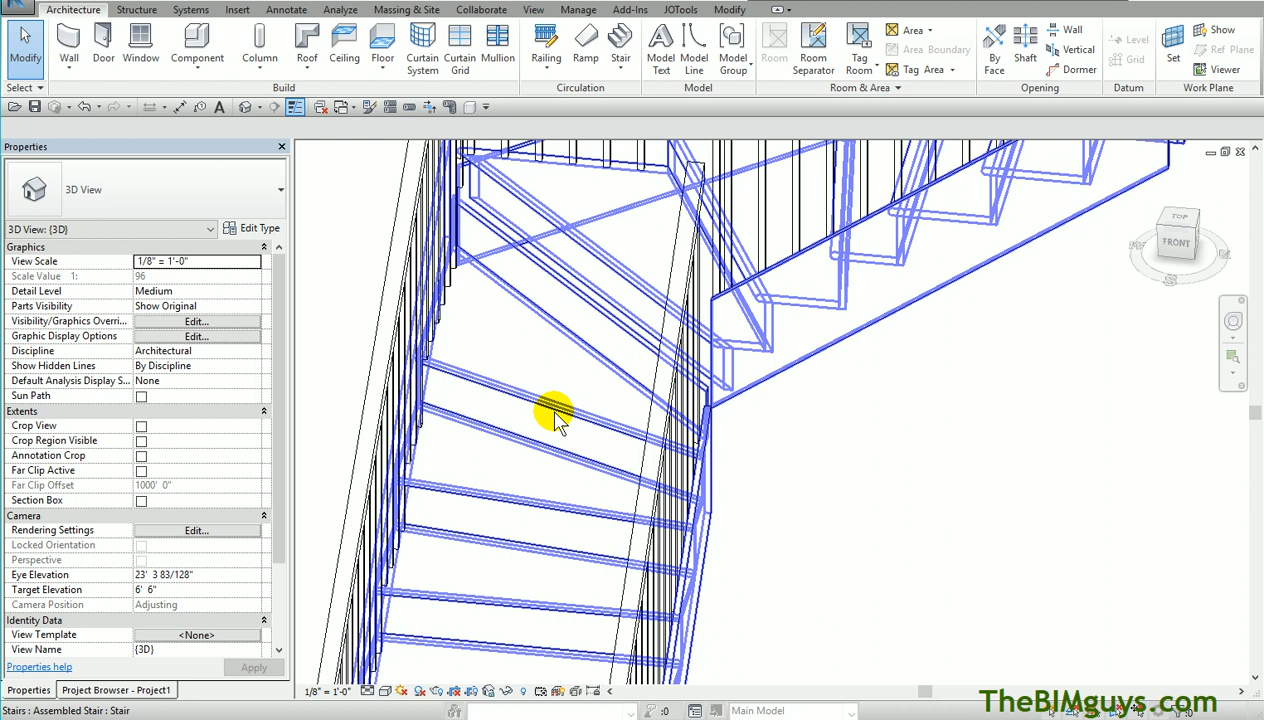 Architecture Structure Systems Insert Annotate Analyze Massing & Site Collaborate View Manage Add-Ins JOTools Modify
Modify Wall Door Window Component Column Roof Ceiling Floor Curtain System Curtain Grid Mullion Railing Ramp Stair Model Text Model Line Model Group Room Room Separator Tag Room Area Area Boundary Tag Area By Face Shaft Wall Vertical Dormer Level Grid Set Show Ref Plane Viewer
Select Build Circulation Model Room & Area Opening Datum Work Plane
Properties
3D View
3D View: {3D} Edit Type
Graphics
View Scale 1/8" = 1'-0"
Scale Value 1: 96
Detail Level Medium
Parts Visibility Show Original
Visibility/Graphics Overri... Edit...
Graphic Display Options Edit...
Discipline Architectural
Show Hidden Lines By Discipline
Default Analysis Display S... None
Sun Path
Extents
Crop View
Crop Region Visible
Annotation Crop
Far Clip Active
Far Clip Offset 1000' 0"
Section Box
Camera
Rendering Settings Edit...
Locked Orientation
Perspective
Eye Elevation 23' 3 83/128"
Target Elevation 6' 6"
Camera Position Adjusting
Identity Data
View Template <None>
View Name {3D}
Properties help Apply
Properties Project Browser - Project1
TOP
FRONT
1/8" = 1'-0"
Stairs : Assembled Stair : Stair
:0 Main Model
TheBIMguys.com